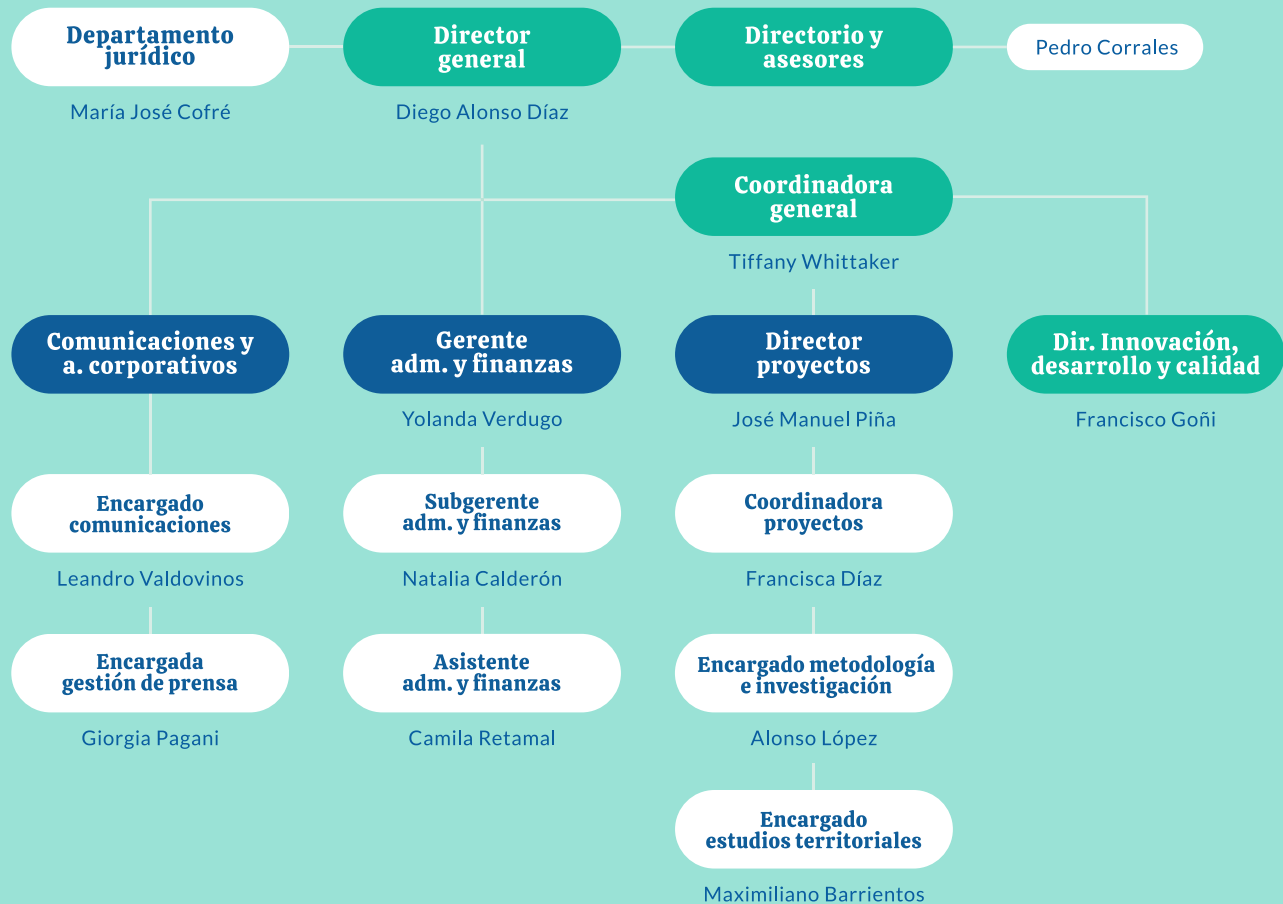 Departamento
jurídico
María José Cofré
Director
general
Diego Alonso Díaz
Directorio y
asesores
Pedro Corrales
Coordinadora
general
Tiffany Whittaker
Comunicaciones y
a. corporativos
Gerente
adm. y finanzas
Yolanda Verdugo
Director
proyectos
José Manuel Piña
Dir. Innovación,
desarrollo y calidad
Francisco Goñi
Encargado
comunicaciones
Leandro Valdovinos
Subgerente
adm. y finanzas
Natalia Calderón
Coordinadora
proyectos
Francisca Díaz
Encargada
gestión de prensa
Giorgia Pagani
Asistente
adm. y finanzas
Camila Retamal
Encargado metodología
e investigación
Alonso López
Encargado
estudios territoriales
Maximiliano Barrientos